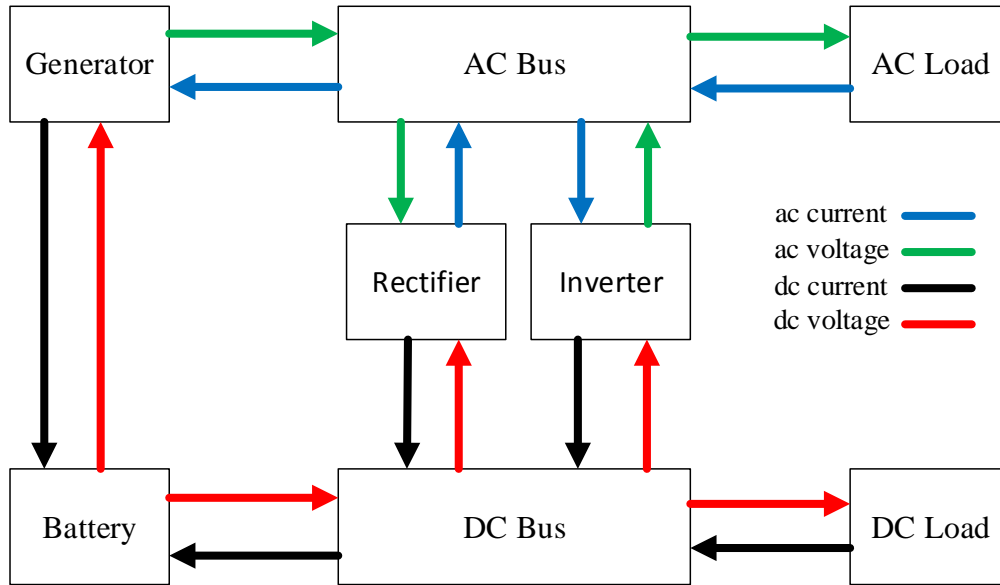 Generator
AC Bus
AC Load
Rectifier
Inverter
ac current
ac voltage
dc current
dc voltage
Battery
DC Bus
DC Load